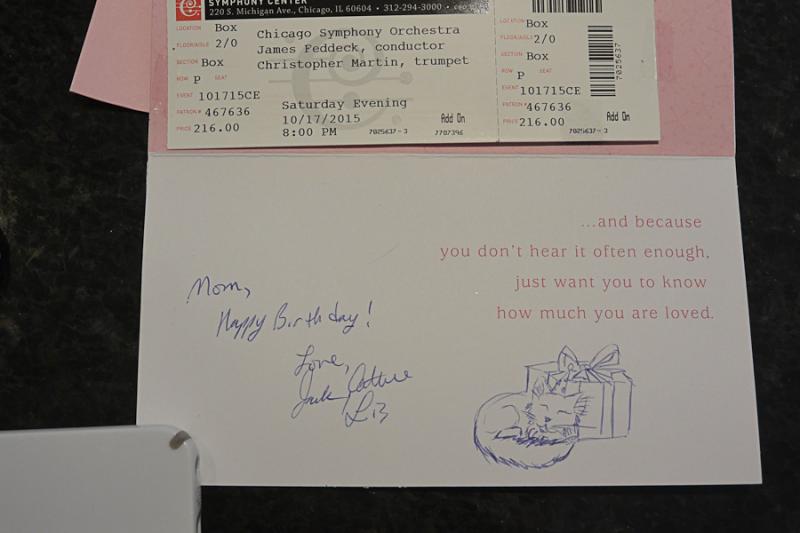 SYMPHONY CENTER
220 S. Michigan Ave., Chicago, IL 60604 • 312-294-3000 •
LOCATION Box
FLOOR/AISLE 2/0
SECTION Box
ROW P SEAT
EVENT 101715CE
PATRON# 467636
PRICE 216.00
Chicago Symphony Orchestra
James Feddeck, conductor
Christopher Martin, trumpet
Saturday Evening
10/17/2015
8:00 PM
7025637-3
Add On
7707396
LOCATION Box
FLOOR/AISLE 2/0
SECTION Box
ROW P SEAT
EVENT 101715CE
PATRON# 467636
PRICE 216.00
7025637
Add On
7025637-3
...and because
you don't hear it often enough,
just want you to know
how much you are loved.
Mom,
Happy Birthday!
Love,
Liz